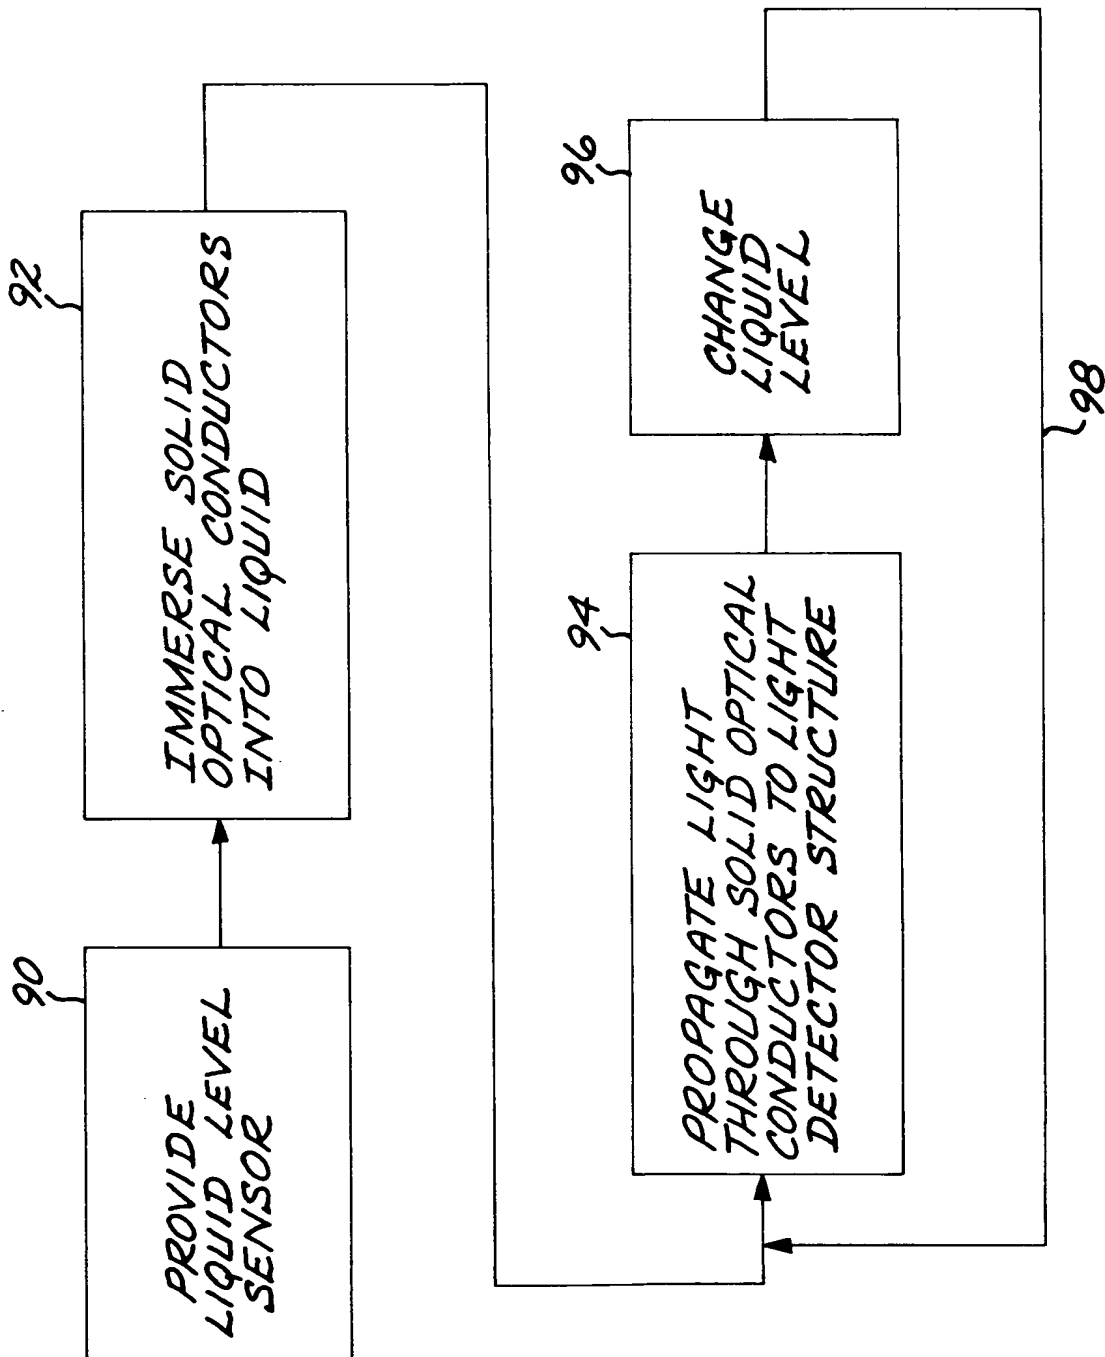 90
PROVIDE
LIQUID LEVEL
SENSOR
92
IMMERSE SOLID
OPTICAL CONDUCTORS
INTO LIQUID
94
PROPAGATE LIGHT
THROUGH SOLID OPTICAL
CONDUCTORS TO LIGHT
DETECTOR STRUCTURE
96
CHANGE
LIQUID
LEVEL
98